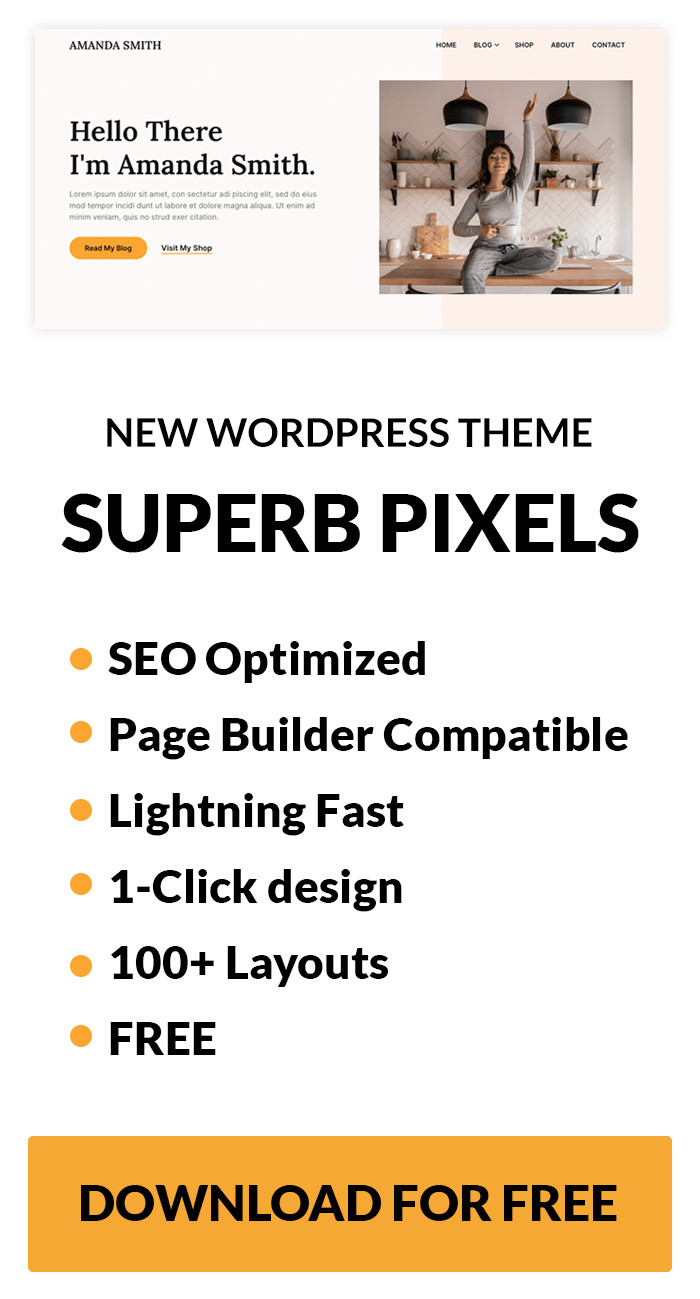 AMANDA SMITH
HOME BLOG SHOP ABOUT CONTACT
Hello There
I'm Amanda Smith.
Lorem ipsum dolor sit amet, con sectetur adi piscing elit, sed do eius
mod tempor incidi dunt ut labore et dolore magna aliqua. Ut enim ad
minim veniam, quis no strud exer citation.
Read My Blog Visit My Shop
NEW WORDPRESS THEME
SUPERB PIXELS
SEO Optimized
Page Builder Compatible
Lightning Fast
1-Click design
100+ Layouts
FREE
DOWNLOAD FOR FREE